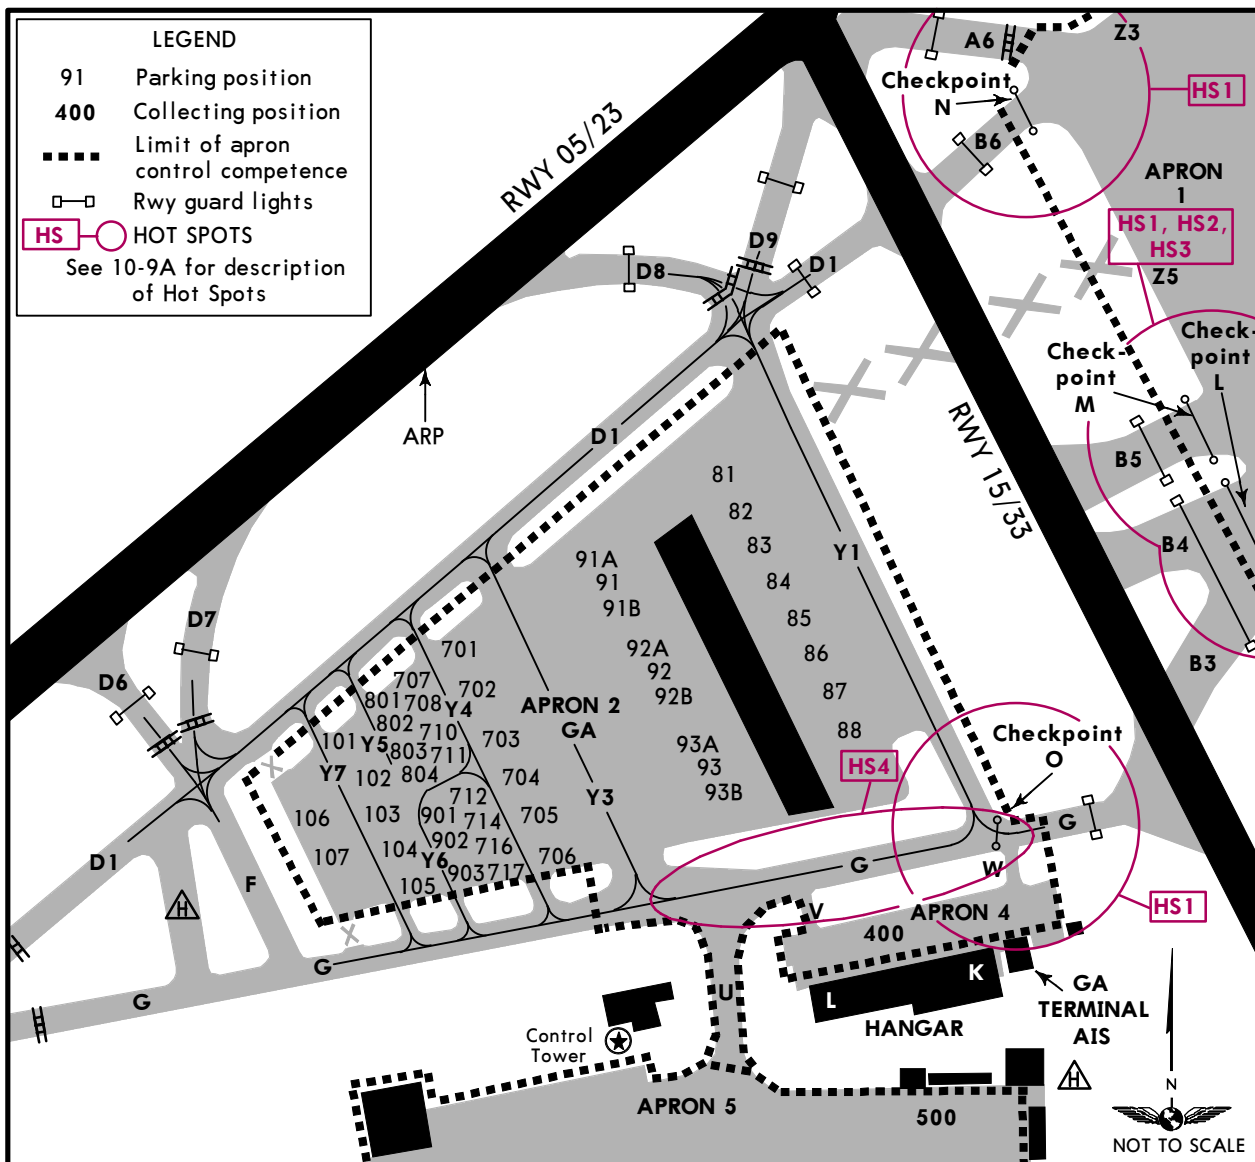 LEGEND
91 Parking position
400 Collecting position
Limit of apron
control competence
Rwy guard lights
HS HOT SPOTS
See 10-9A for description
of Hot Spots
RWY 05/23
A6
Z3
Checkpoint
N
HS1
B6
APRON
1
HS1, HS2,
HS3
Z5
D9
D8
D1
Check-
point
L
Check-
point
M
ARP
D1
RWY 15/33
B5
B4
B3
81
82
83
84
85
86
87
88
Y1
91A
91
91B
92A
92
92B
93A
93
93B
D7
D6
701
707
702
801
708
Y4
802
710
703
101
Y5
803
711
Y7
102
804
704
712
103
901
714
705
106
902
716
104
Y6
107
903
717
706
105
APRON 2
GA
Y3
HS4
Checkpoint
O
G
G
W
D1
F
H
V
APRON 4
400
HS1
G
G
U
K
L
HANGAR
GA
TERMINAL
AIS
Control
Tower
APRON 5
500
H
N
NOT TO SCALE